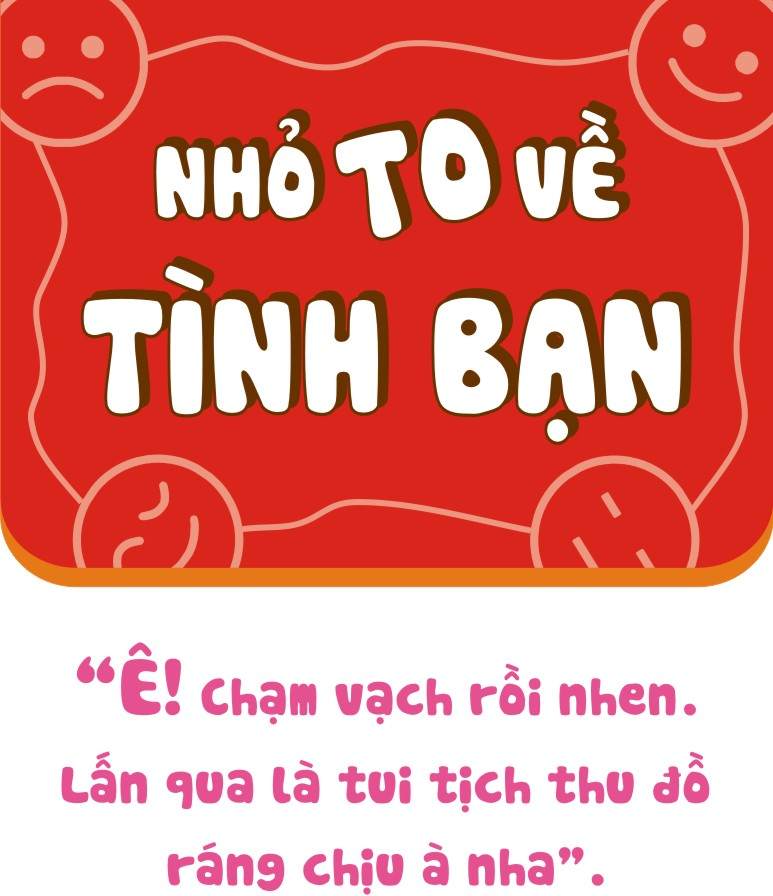 NHỎ TO VỀ
TÌNH BẠN
“Ê! Chạm vạch rồi nhen.
Lấn qua là tui tịch thu đồ
ráng chịu à nha”.